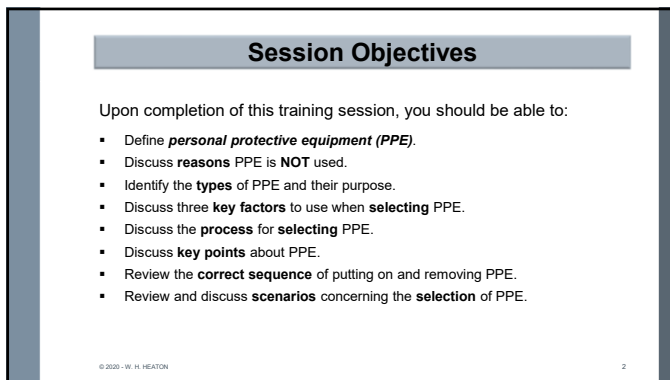 Session Objectives
Upon completion of this training session, you should be able to:
▪ Define personal protective equipment (PPE).
▪ Discuss reasons PPE is NOT used.
▪ Identify the types of PPE and their purpose.
▪ Discuss three key factors to use when selecting PPE.
▪ Discuss the process for selecting PPE.
▪ Discuss key points about PPE.
▪ Review the correct sequence of putting on and removing PPE.
▪ Review and discuss scenarios concerning the selection of PPE.
© 2020 - W. H. HEATON 2